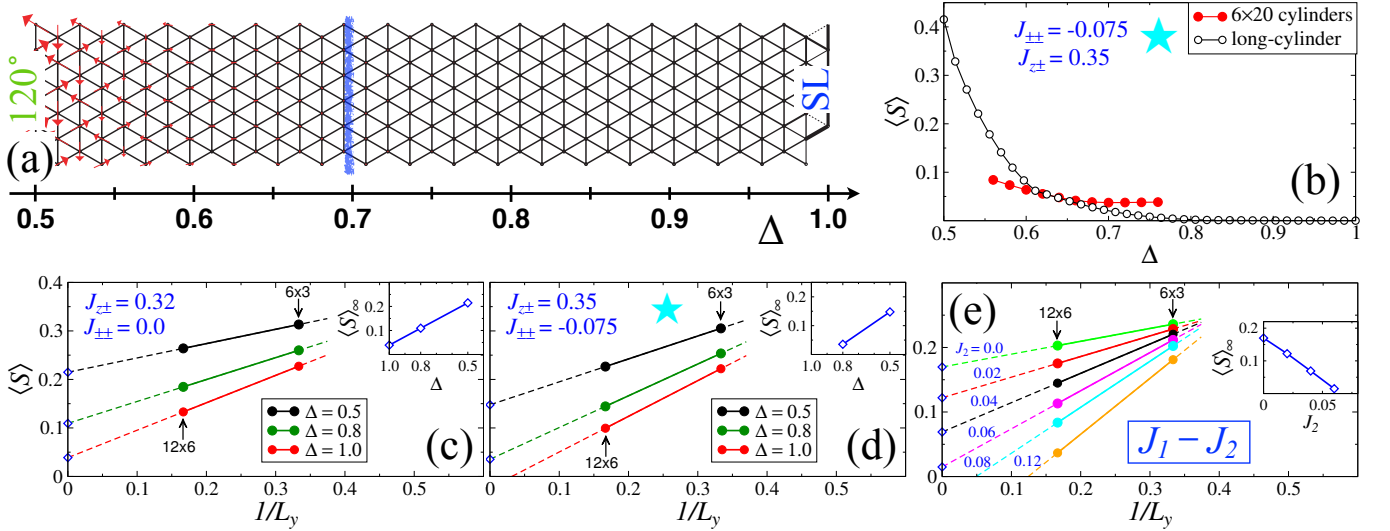 120°
SL
(a)
0.5 0.6 0.7 0.8 0.9 1.0
Δ
0.4
0.3
0.2
0.1
⟨S⟩
J±± = -0.075
Jz± = 0.35
6×20 cylinders
long-cylinder
(b)
0.5 0.6 0.7 0.8 0.9 1
Δ
0.4
0.3
0.2
0.1
0
⟨S⟩
Jz± = 0.32
J±± = 0.0
6x3
12x6
⟨S⟩∞
0.2
0.1
1.0 0.8 0.5
Δ
Δ = 0.5
Δ = 0.8
Δ = 1.0
(c)
0 0.1 0.2 0.3 0.4 0.5
1/Ly
Jz± = 0.35
J±± = -0.075
6x3
12x6
⟨S⟩∞
0.2
0.1
1.0 0.8 0.5
Δ
Δ = 0.5
Δ = 0.8
Δ = 1.0
(d)
0 0.1 0.2 0.3 0.4 0.5
1/Ly
(e)
0.2
0.1
0
⟨S⟩
6x3
12x6
J2= 0.0
0.02
0.04
0.06
0.08
0.12
⟨S⟩∞
0.2
0.1
0 0.05
J2
J1 − J2
0 0.1 0.2 0.3 0.4 0.5 0.6
1/Ly